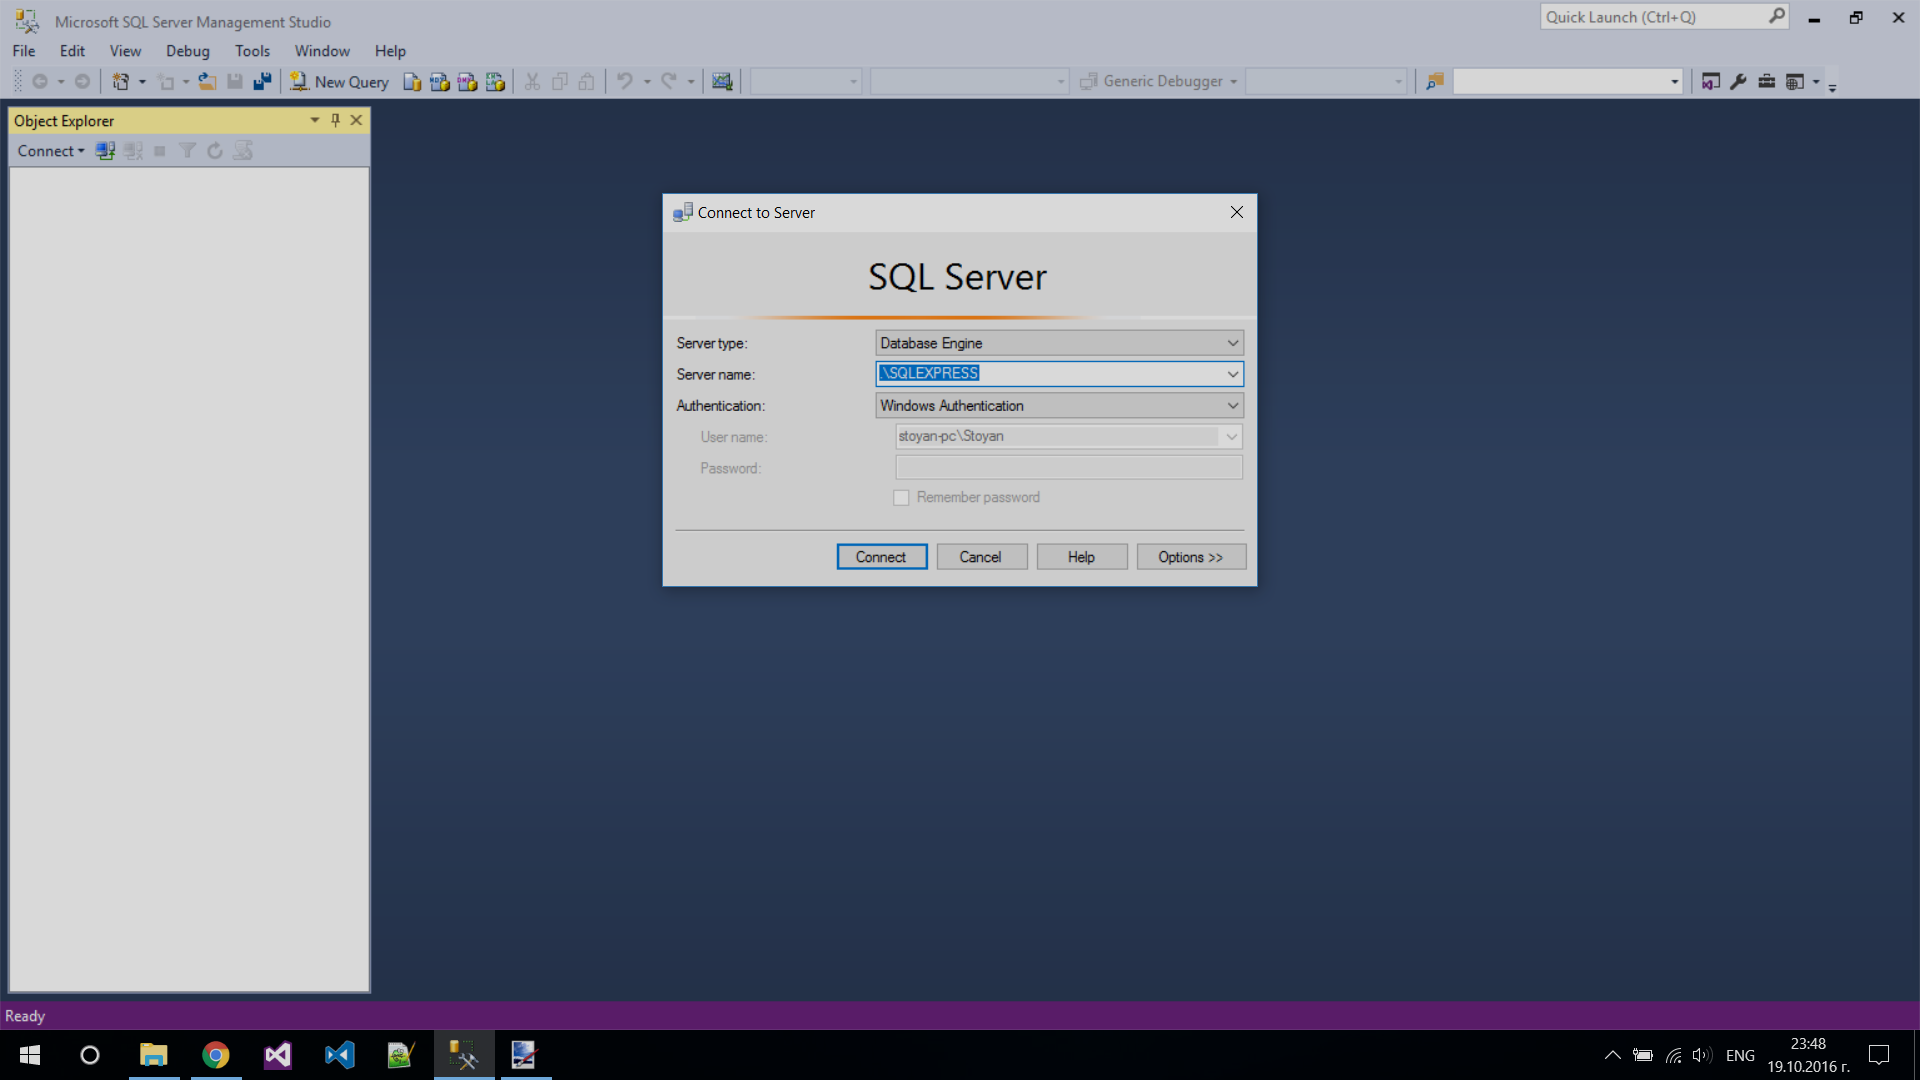 Microsoft SQL Server Management Studio
Quick Launch (Ctrl+Q)
File Edit View Debug Tools Window Help
New Query
Generic Debugger
Object Explorer
Connect
Connect to Server
SQL Server
Server type: Database Engine
Server name: .\SQLEXPRESS
Authentication: Windows Authentication
User name: stoyan-pc\Stoyan
Password:
Remember password
Connect Cancel Help Options >>
Ready
ENG
23:48
19.10.2016 г.